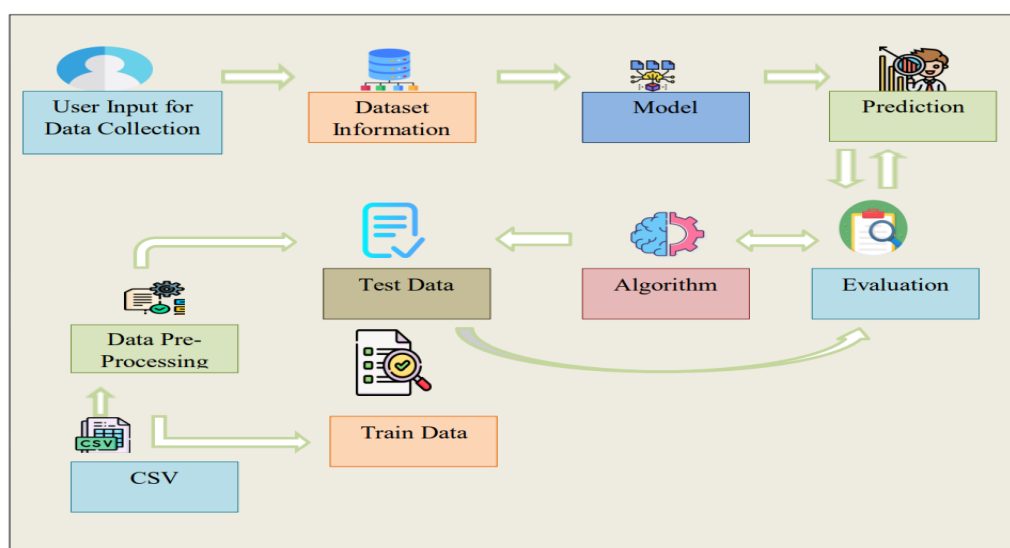 User Input for
Data Collection
Dataset
Information
Model
Prediction
Test Data
Algorithm
Evaluation
Data Pre-
Processing
Train Data
CSV
CSV